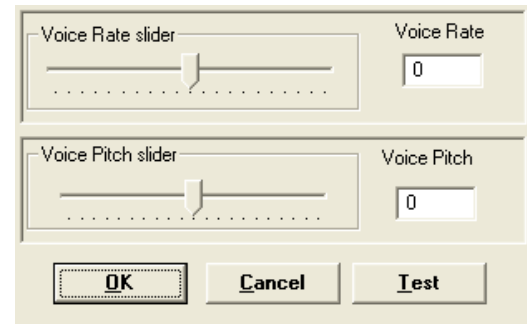 Voice Rate slider
Voice Rate
0
Voice Pitch slider
Voice Pitch
0
OK
Cancel
Test